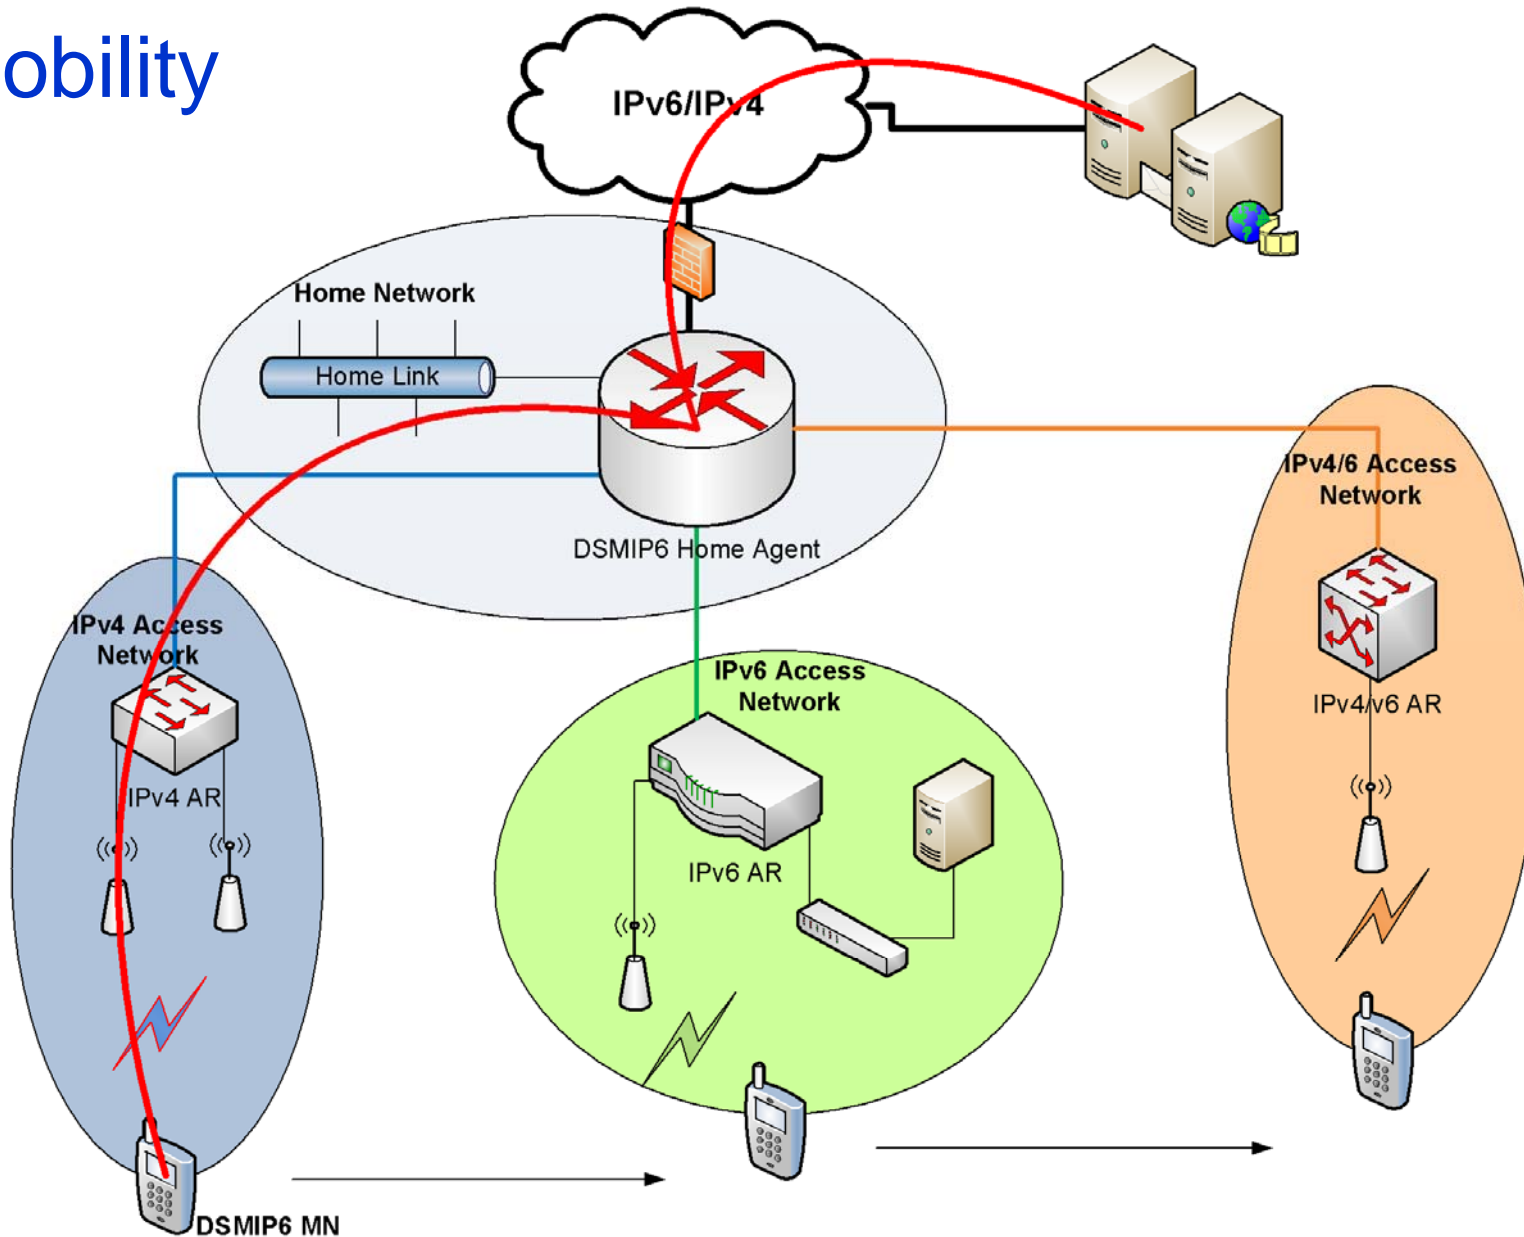 obility
IPv6/IPv4
Home Network
Home Link
DSMIP6 Home Agent
IPv4/6 Access
Network
IPv4 Access
Network
IPv6 Access
Network
IPv4/v6 AR
IPv4 AR
IPv6 AR
DSMIP6 MN